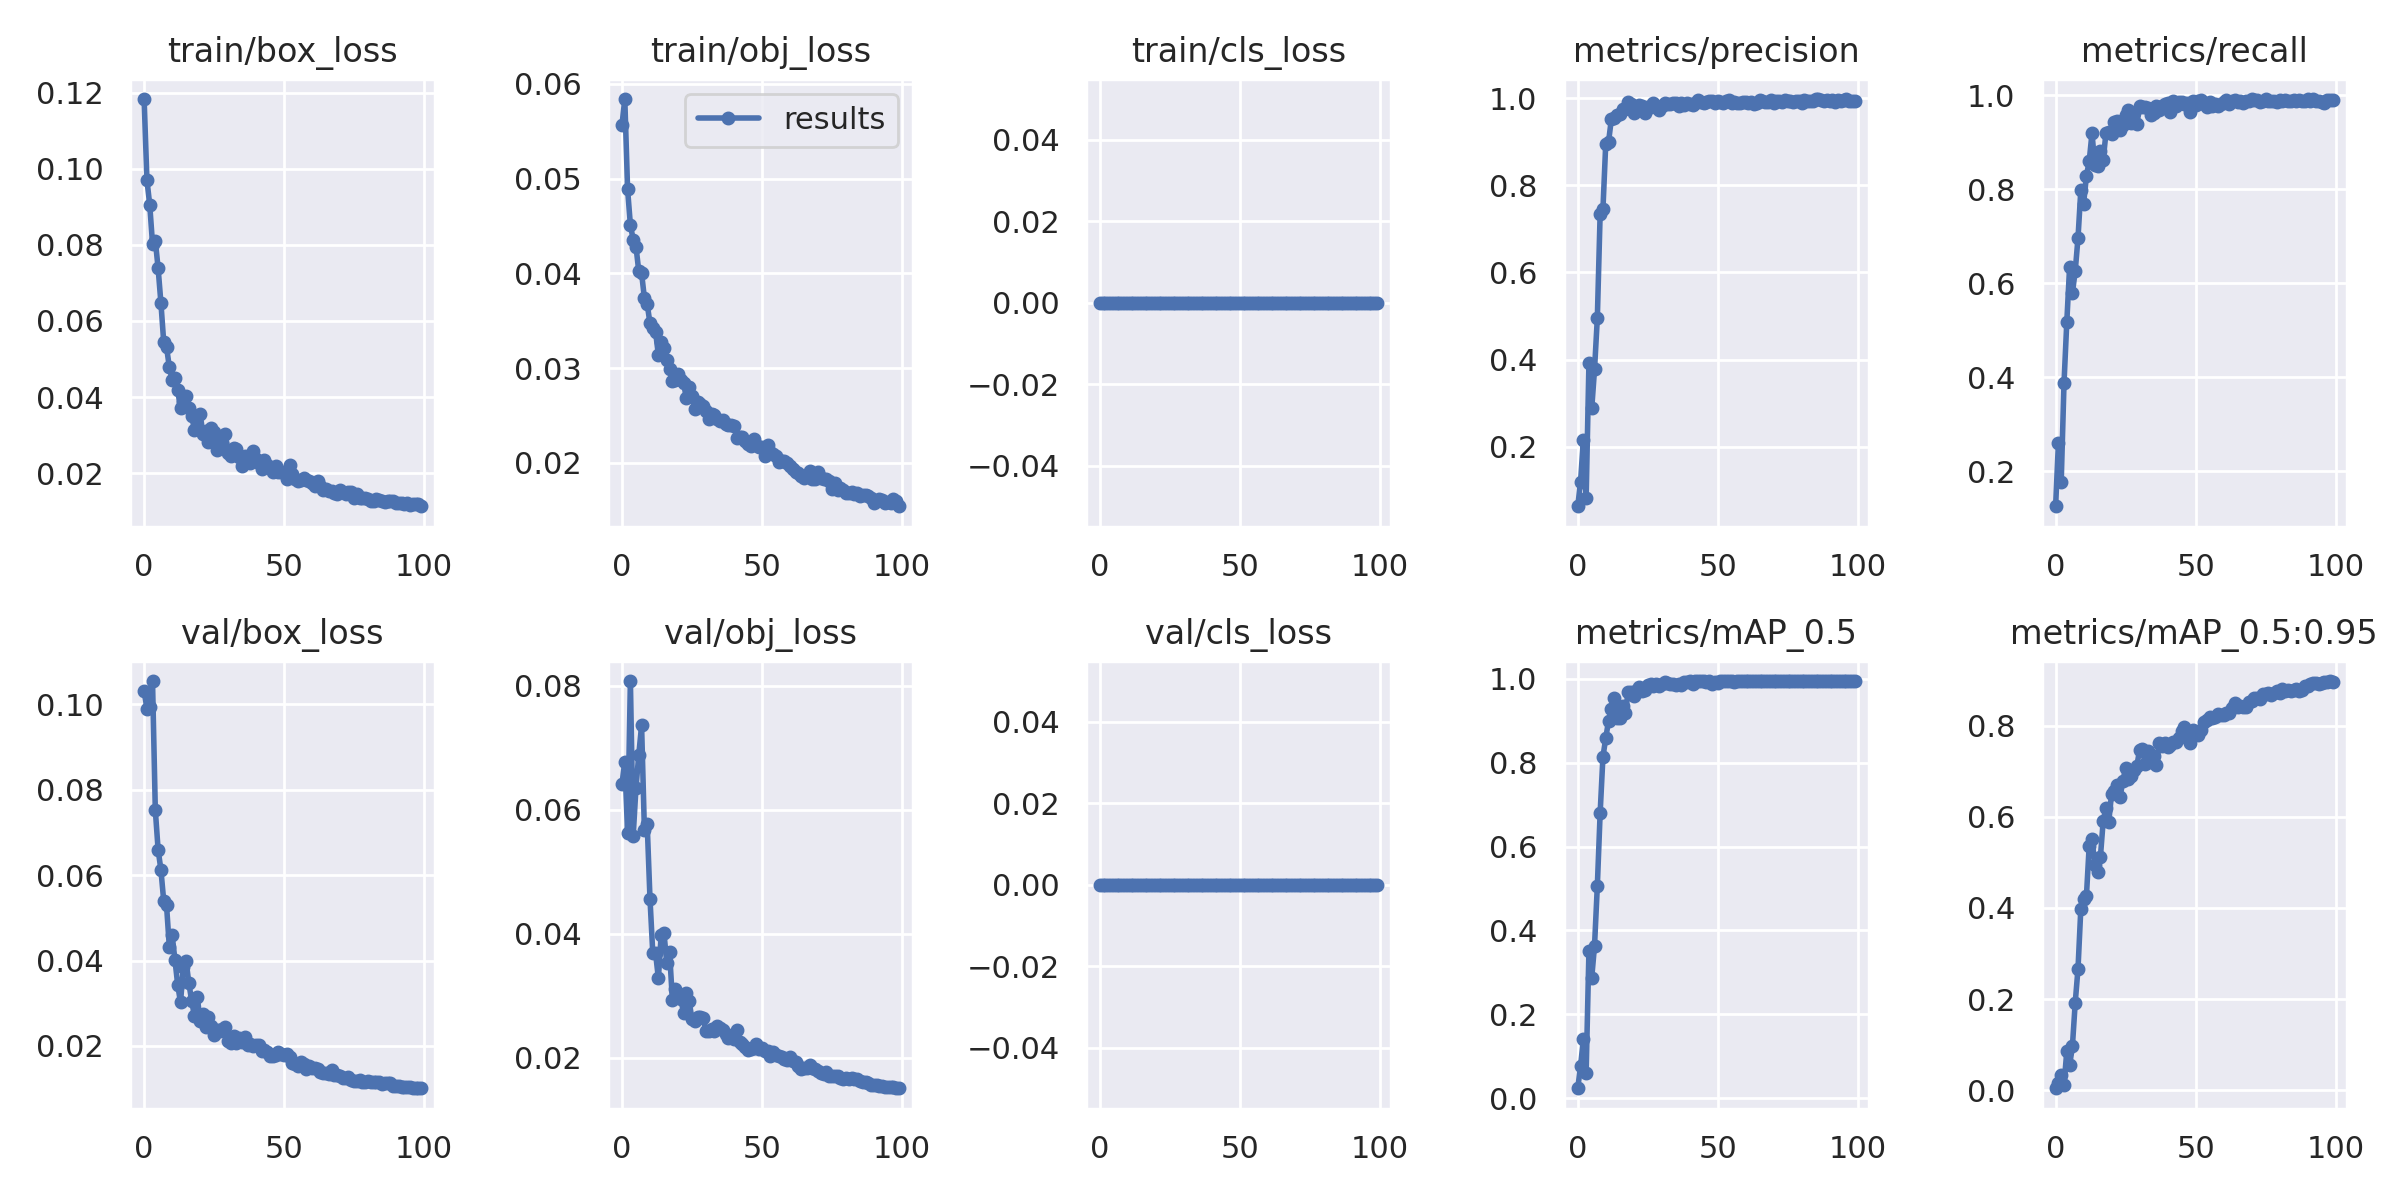 train/box_loss train/obj_loss train/cls_loss metrics/precision metrics/recall
0.12 0.10 0.08 0.06 0.04 0.02
0 50 100
0.06 0.05 0.04 0.03 0.02
results
0 50 100
0.04 0.02 0.00 −0.02 −0.04
0 50 100
1.0 0.8 0.6 0.4 0.2
0 50 100
1.0 0.8 0.6 0.4 0.2
0 50 100
val/box_loss val/obj_loss val/cls_loss metrics/mAP_0.5 metrics/mAP_0.5:0.95
0.10 0.08 0.06 0.04 0.02
0 50 100
0.08 0.06 0.04 0.02
0 50 100
0.04 0.02 0.00 −0.02 −0.04
0 50 100
1.0 0.8 0.6 0.4 0.2 0.0
0 50 100
0.8 0.6 0.4 0.2 0.0
0 50 100